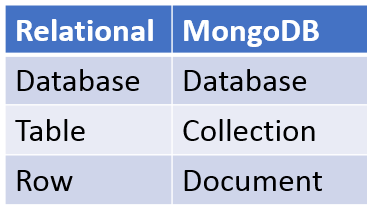 Relational MongoDB
Database Database
Table Collection
Row Document